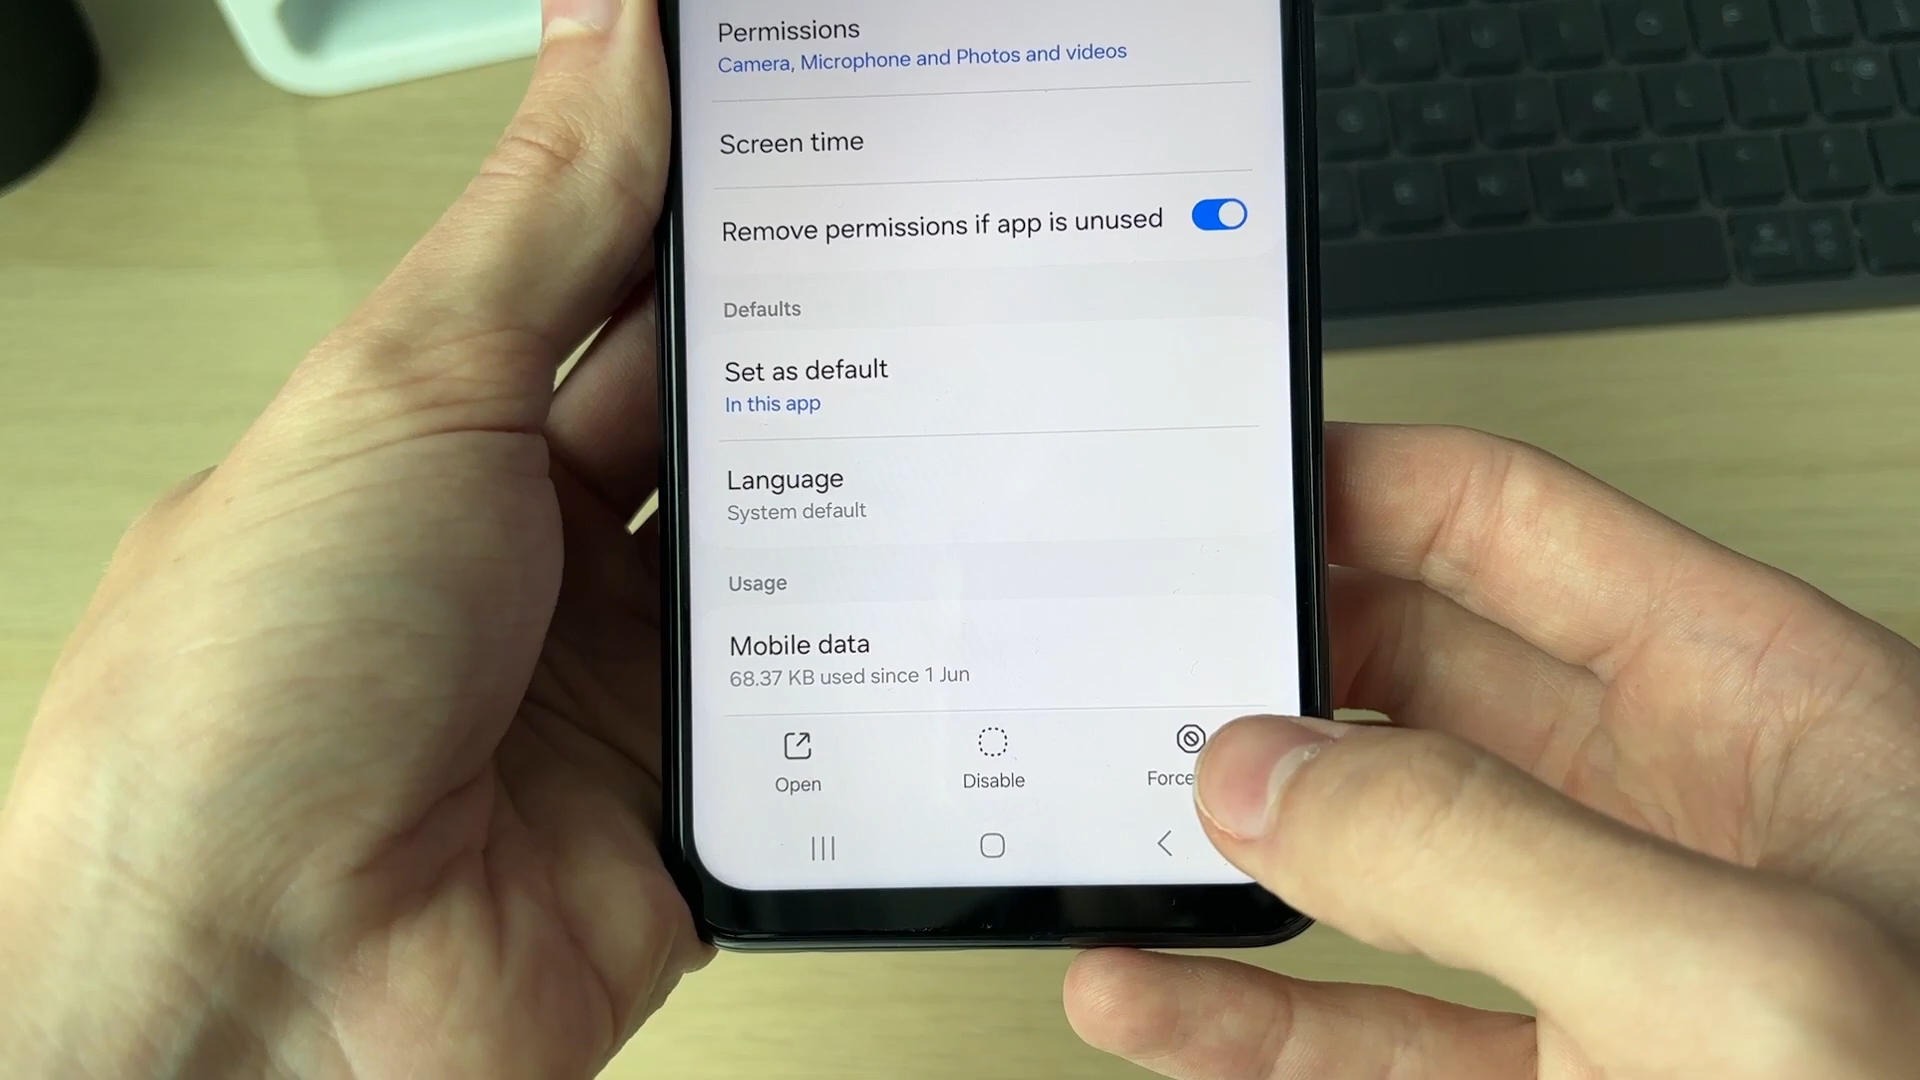 Permissions
Camera, Microphone and Photos and videos
Screen time
Remove permissions if app is unused
Defaults
Set as default
In this app
Language
System default
Usage
Mobile data
68.37 KB used since 1 Jun
Open
Disable
Force